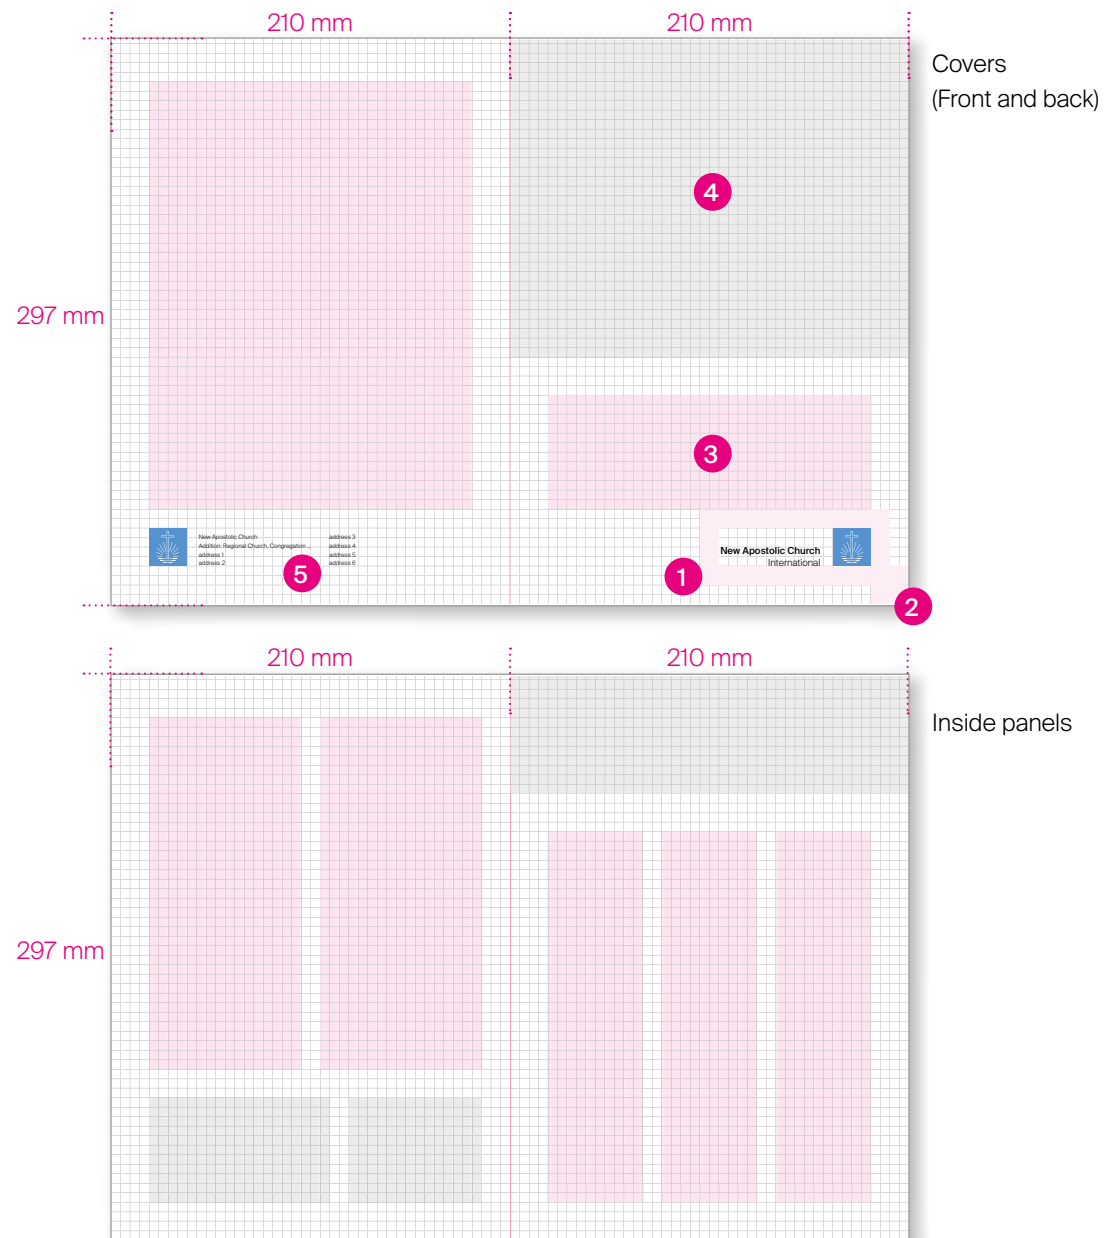 210 mm
210 mm
Covers
(Front and back)
4
297 mm
3
New Apostolic Church
Addition: Regional Church, Congregation ...
address 1
address 2
address 3
address 4
address 5
address 6
5
1
New Apostolic Church
International
2
210 mm
210 mm
Inside panels
297 mm